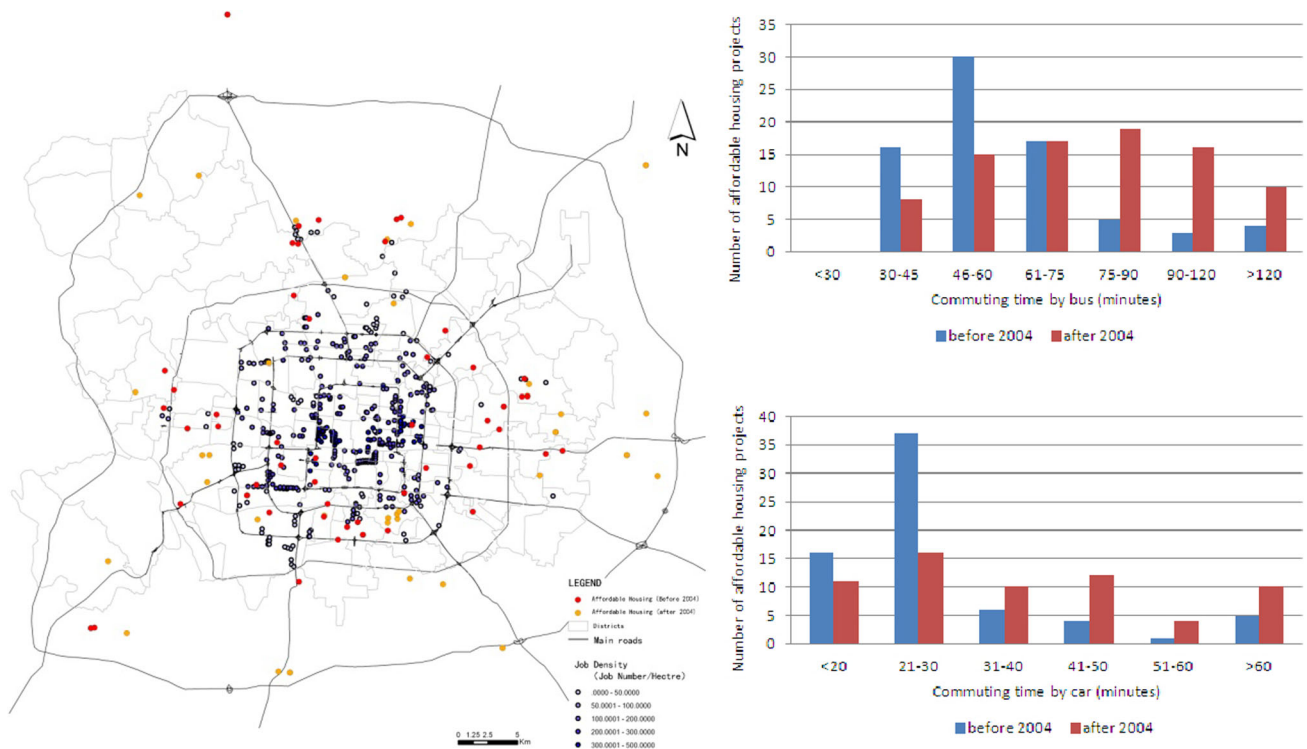 N
LEGEND
Affordable Housing (Before 2004)
Affordable Housing (after 2004)
Districts
Main roads
Job Density
(Job Number/Hectre)
.0000 - 50.0000
50.0001 - 100.0000
100.0001 - 200.0000
200.0001 - 300.0000
300.0001 - 500.0000
0 1.25 2.5 5
Km
Number of affordable housing projects
35
30
25
20
15
10
5
0
<30 30-45 46-60 61-75 75-90 90-120 >120
Commuting time by bus (minutes)
before 2004 after 2004
Number of affordable housing projects
40
35
30
25
20
15
10
5
0
<20 21-30 31-40 41-50 51-60 >60
Commuting time by car (minutes)
before 2004 after 2004